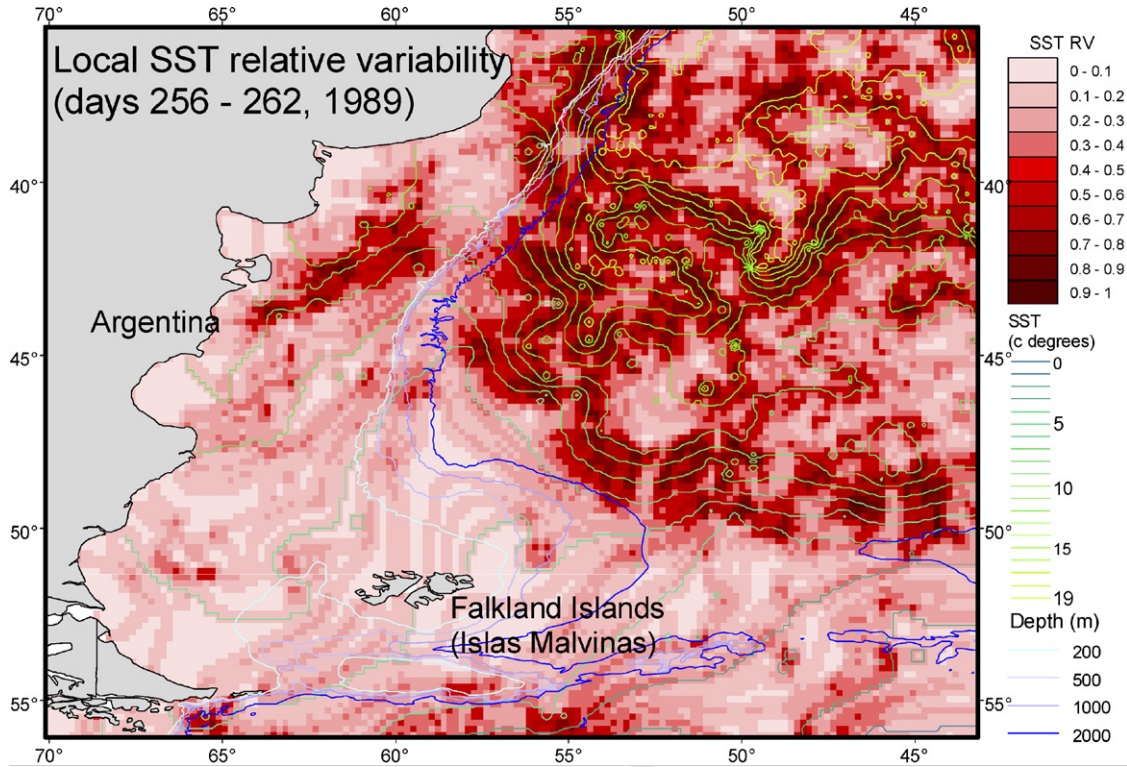 70° 65° 60° 55° 50° 45°
Local SST relative variability
(days 256 - 262, 1989)
SST RV
0 - 0.1
0.1 - 0.2
0.2 - 0.3
0.3 - 0.4
0.4 - 0.5
0.5 - 0.6
0.6 - 0.7
0.7 - 0.8
0.8 - 0.9
0.9 - 1
40° 40°
Argentina
45° 45°
SST
(c degrees)
0
5
10
15
19
50° 50°
Falkland Islands
(Islas Malvinas)
Depth (m)
200
500
1000
2000
55° 55°
70° 65° 60° 55° 50° 45°